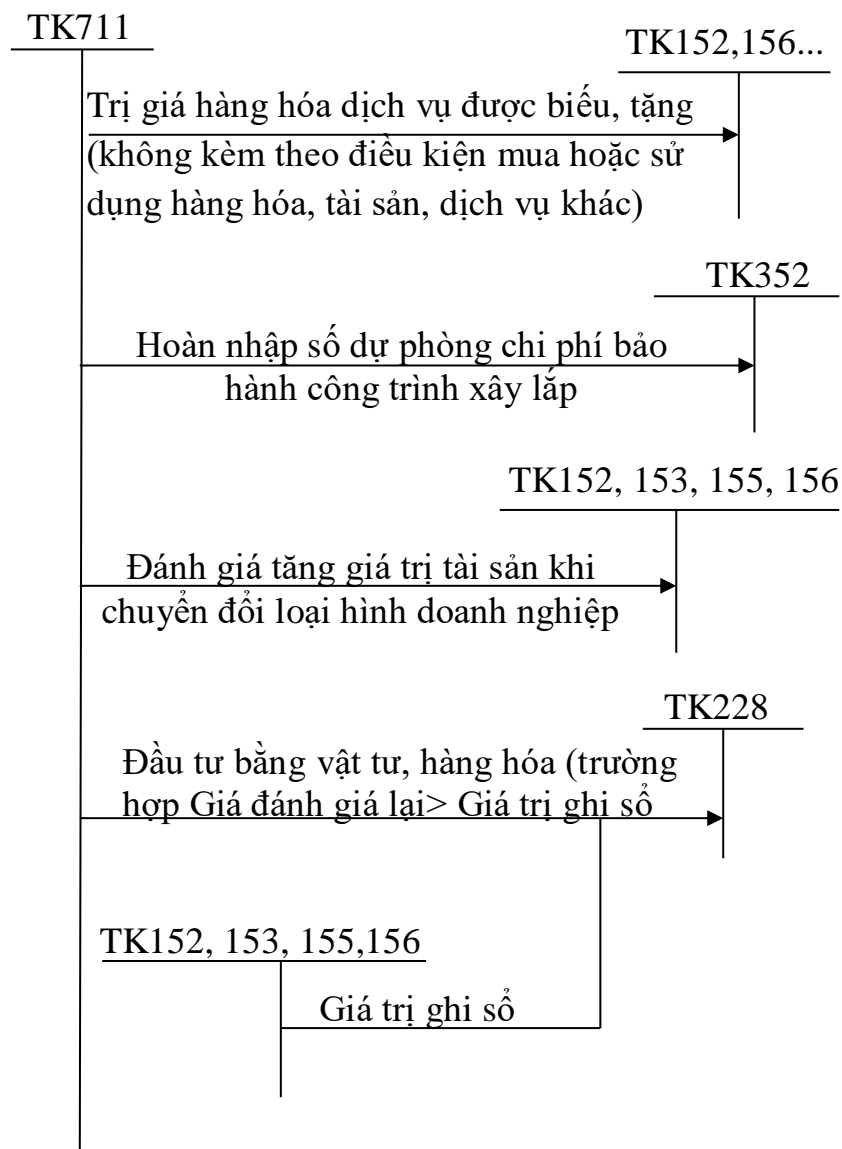 TK711
TK152,156...
Trị giá hàng hóa dịch vụ được biếu, tặng
(không kèm theo điều kiện mua hoặc sử
dụng hàng hóa, tài sản, dịch vụ khác)
TK352
Hoàn nhập số dự phòng chi phí bảo
hành công trình xây lắp
TK152, 153, 155, 156
Đánh giá tăng giá trị tài sản khi
chuyển đổi loại hình doanh nghiệp
TK228
Đầu tư bằng vật tư, hàng hóa (trường
hợp Giá đánh giá lại> Giá trị ghi sổ
TK152, 153, 155,156
Giá trị ghi sổ